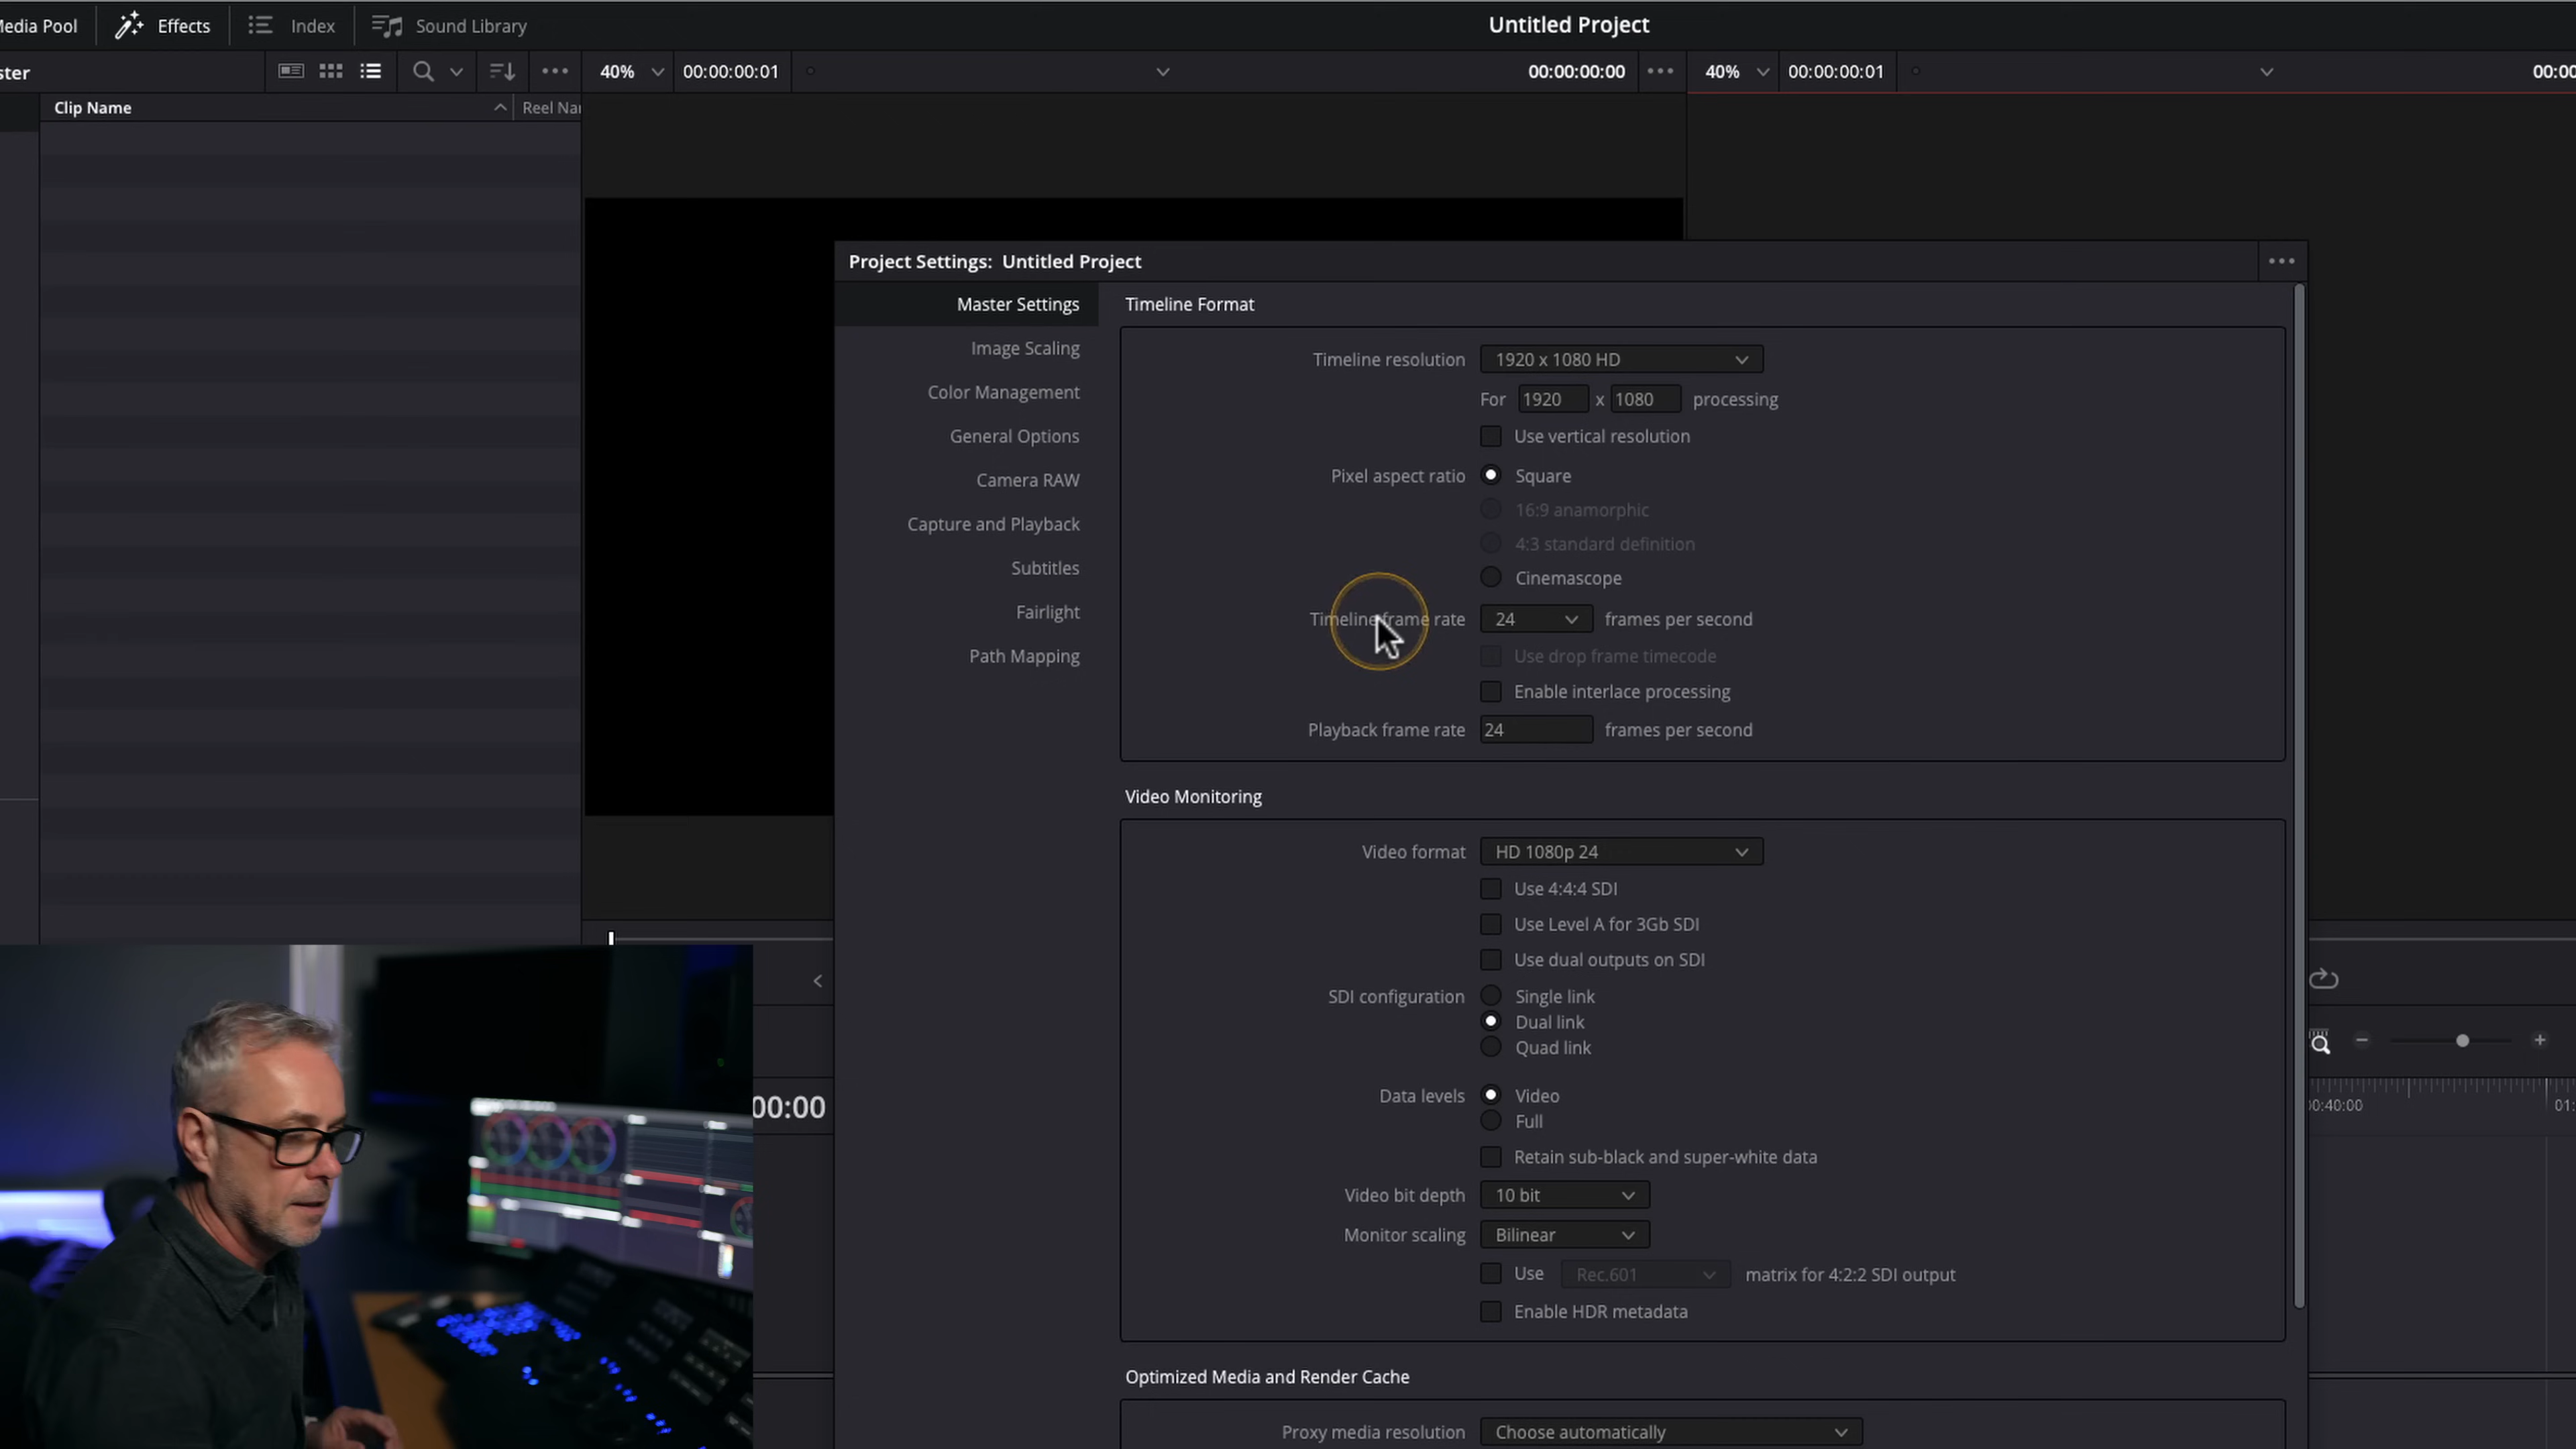 Media Pool
Effects
Index
Sound Library
Untitled Project
ster
40%
00:00:00:01
00:00:00:00
40%
00:00:00:01
00:00
Clip Name
Reel Nar
Project Settings: Untitled Project
Master Settings
Image Scaling
Color Management
General Options
Camera RAW
Capture and Playback
Subtitles
Fairlight
Path Mapping
Timeline Format
Timeline resolution 1920 x 1080 HD
For 1920 x 1080 processing
Use vertical resolution
Pixel aspect ratio Square
16:9 anamorphic
4:3 standard definition
Cinemascope
Timeline frame rate 24 frames per second
Use drop frame timecode
Enable interlace processing
Playback frame rate 24 frames per second
Video Monitoring
Video format HD 1080p 24
Use 4:4:4 SDI
Use Level A for 3Gb SDI
Use dual outputs on SDI
SDI configuration Single link
Dual link
Quad link
Data levels Video
Full
Retain sub-black and super-white data
Video bit depth 10 bit
Monitor scaling Bilinear
Use Rec.601 matrix for 4:2:2 SDI output
Enable HDR metadata
Optimized Media and Render Cache
Proxy media resolution Choose automatically
00:00
00:40:00
01: